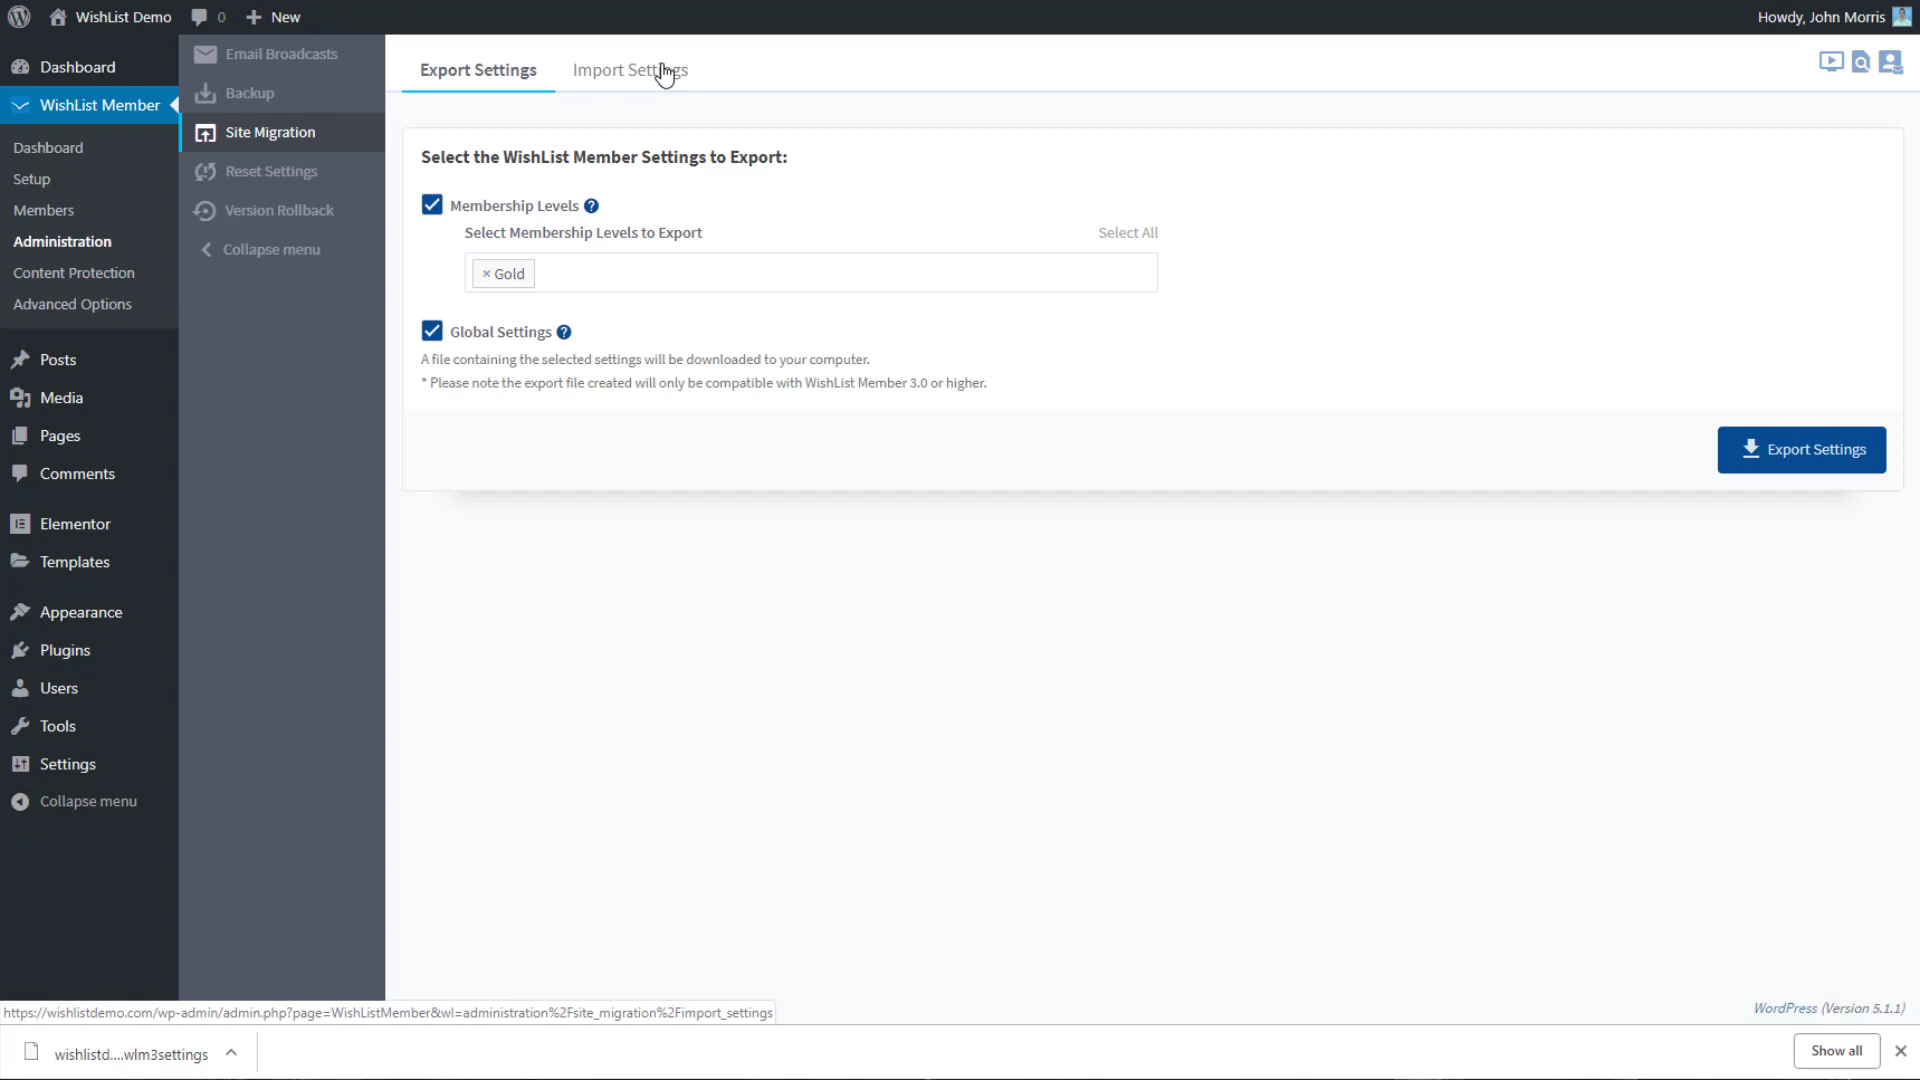 WishList Demo
0
New
Howdy, John Morris
Dashboard
WishList Member
Dashboard
Setup
Members
Administration
Content Protection
Advanced Options
Posts
Media
Pages
Comments
Elementor
Templates
Appearance
Plugins
Users
Tools
Settings
Collapse menu
Email Broadcasts
Backup
Site Migration
Reset Settings
Version Rollback
Collapse menu
Export Settings
Import Settings
Select the WishList Member Settings to Export:
Membership Levels
Select Membership Levels to Export
Select All
× Gold
Global Settings
A file containing the selected settings will be downloaded to your computer.
* Please note the export file created will only be compatible with WishList Member 3.0 or higher.
Export Settings
WordPress (Version 5.1.1)
https://wishlistdemo.com/wp-admin/admin.php?page=WishListMember&wl=administration%2Fsite_migration%2Fimport_settings
wishlistd....wlm3settings
Show all